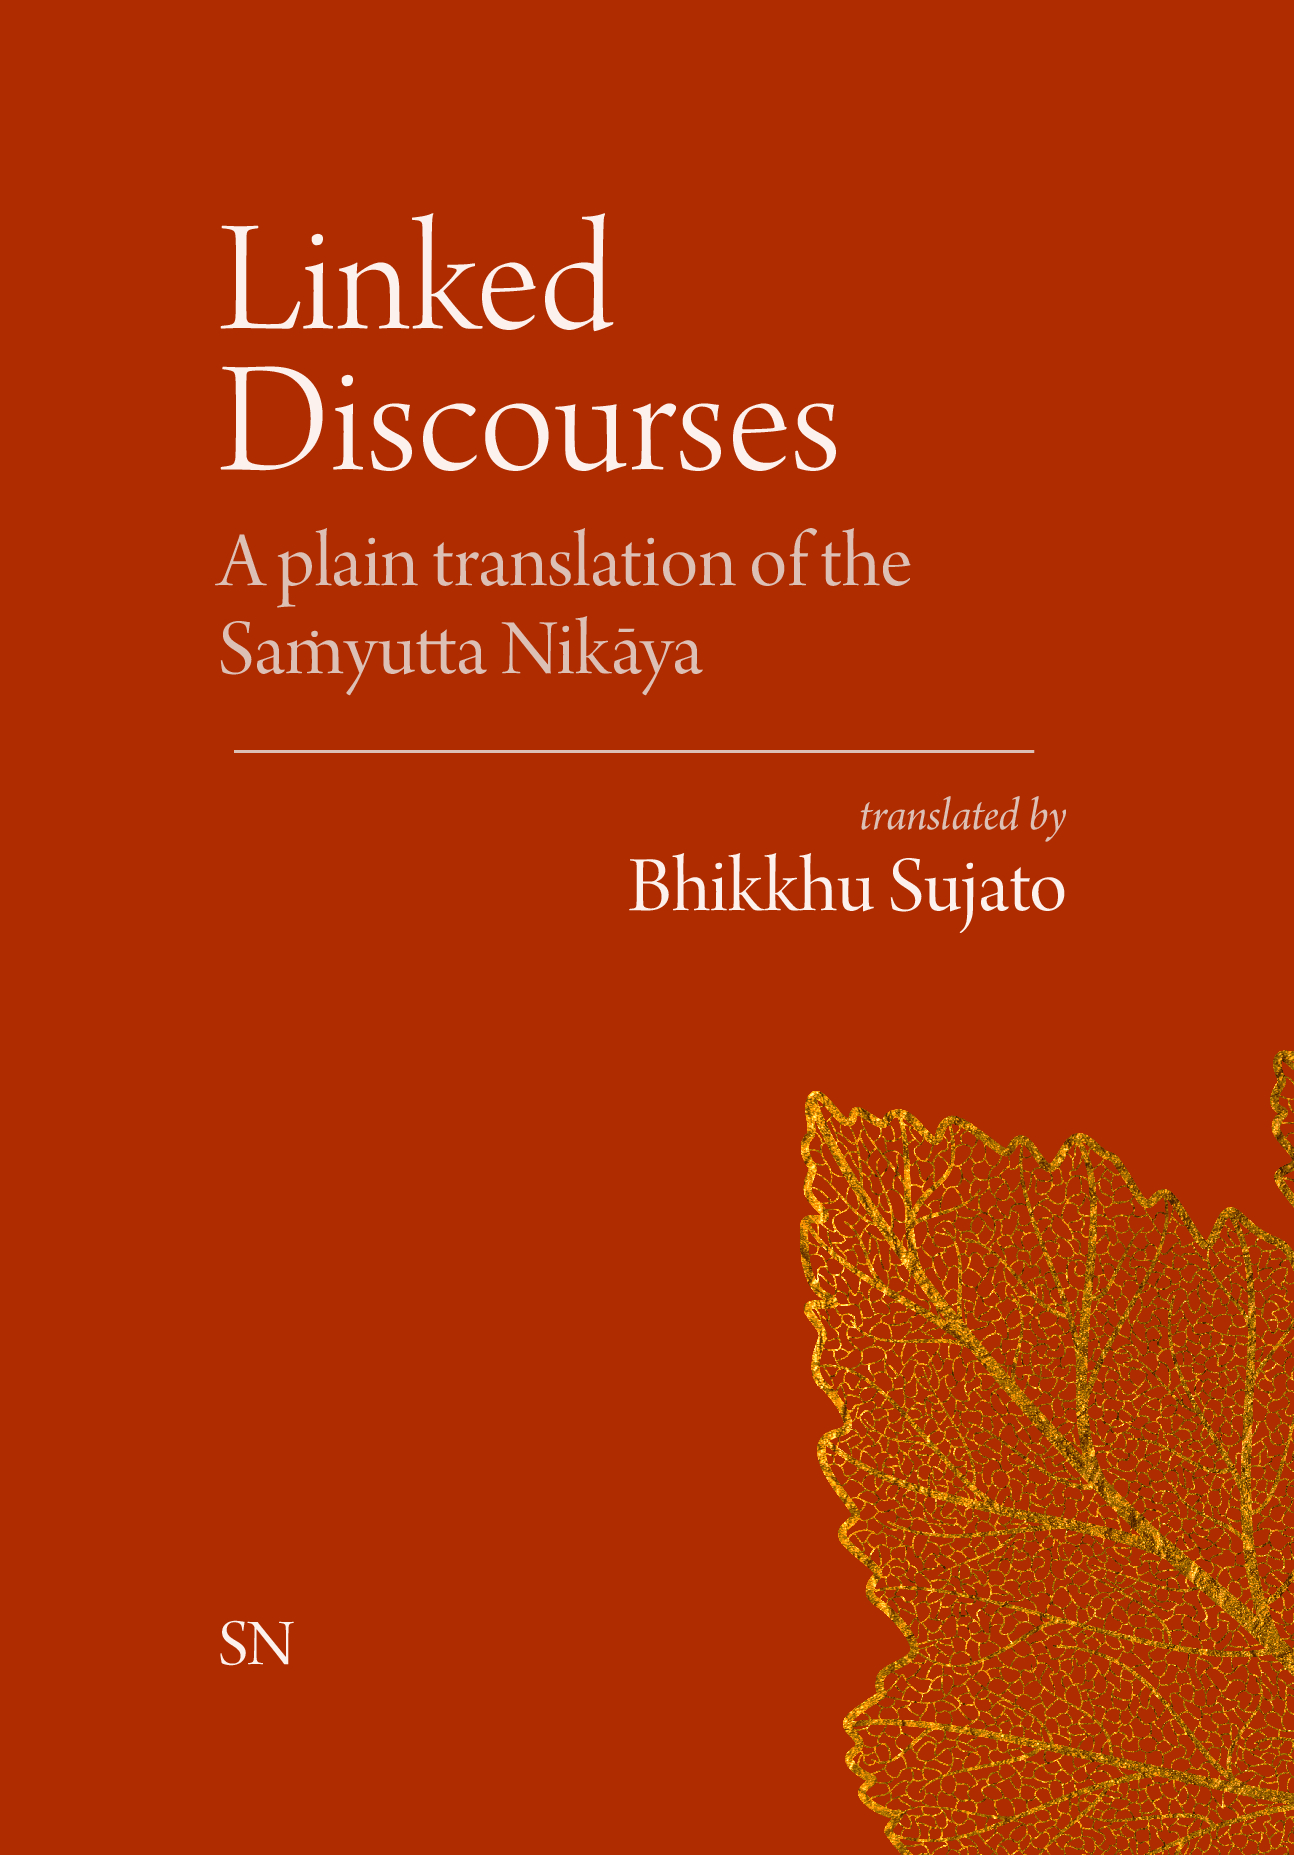 Linked
Discourses
A plain translation of the
Saṁyutta Nikāya
translated by
Bhikkhu Sujato
SN